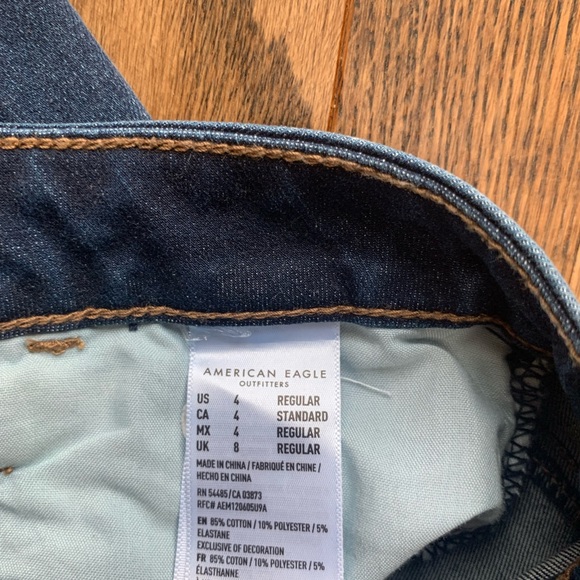 AMERICAN EAGLE
OUTFITTERS
US 4 REGULAR
CA 4 STANDARD
MX 4 REGULAR
UK 8 REGULAR
MADE IN CHINA / FABRIQUÉ EN CHINE /
HECHO EN CHINA
RN 54485/CA 03873
RFC# AEM120605U9A
EN 85% COTTON / 10% POLYESTER / 5%
ELASTANE
EXCLUSIVE OF DECORATION
FR 85% COTON / 10% POLYESTER / 5%
ÉLASTHANNE